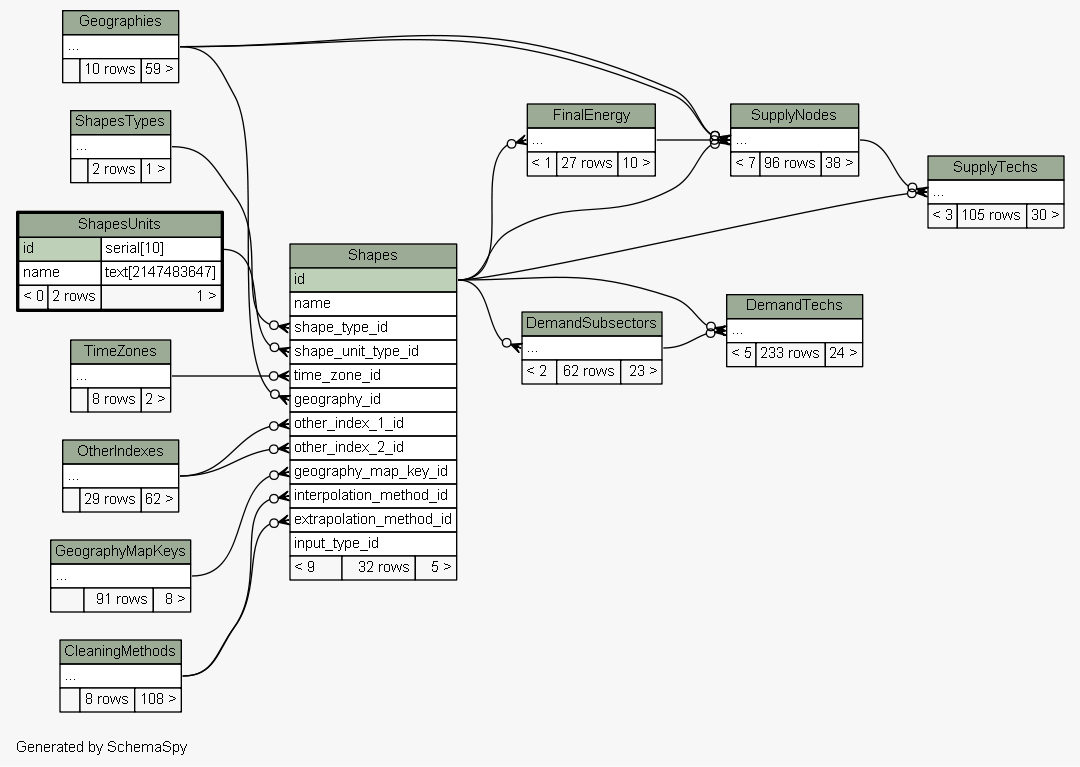 Geographies
...
10 rows 59 >
ShapesTypes
...
2 rows 1 >
ShapesUnits
id serial[10]
name text[2147483647]
< 0 2 rows 1 >
TimeZones
...
8 rows 2 >
OtherIndexes
...
29 rows 62 >
GeographyMapKeys
...
91 rows 8 >
CleaningMethods
...
8 rows 108 >
Shapes
id
name
shape_type_id
shape_unit_type_id
time_zone_id
geography_id
other_index_1_id
other_index_2_id
geography_map_key_id
interpolation_method_id
extrapolation_method_id
input_type_id
< 9 32 rows 5 >
FinalEnergy
...
< 1 27 rows 10 >
DemandSubsectors
...
< 2 62 rows 23 >
SupplyNodes
...
< 7 96 rows 38 >
DemandTechs
...
< 5 233 rows 24 >
SupplyTechs
...
< 3 105 rows 30 >
Generated by SchemaSpy